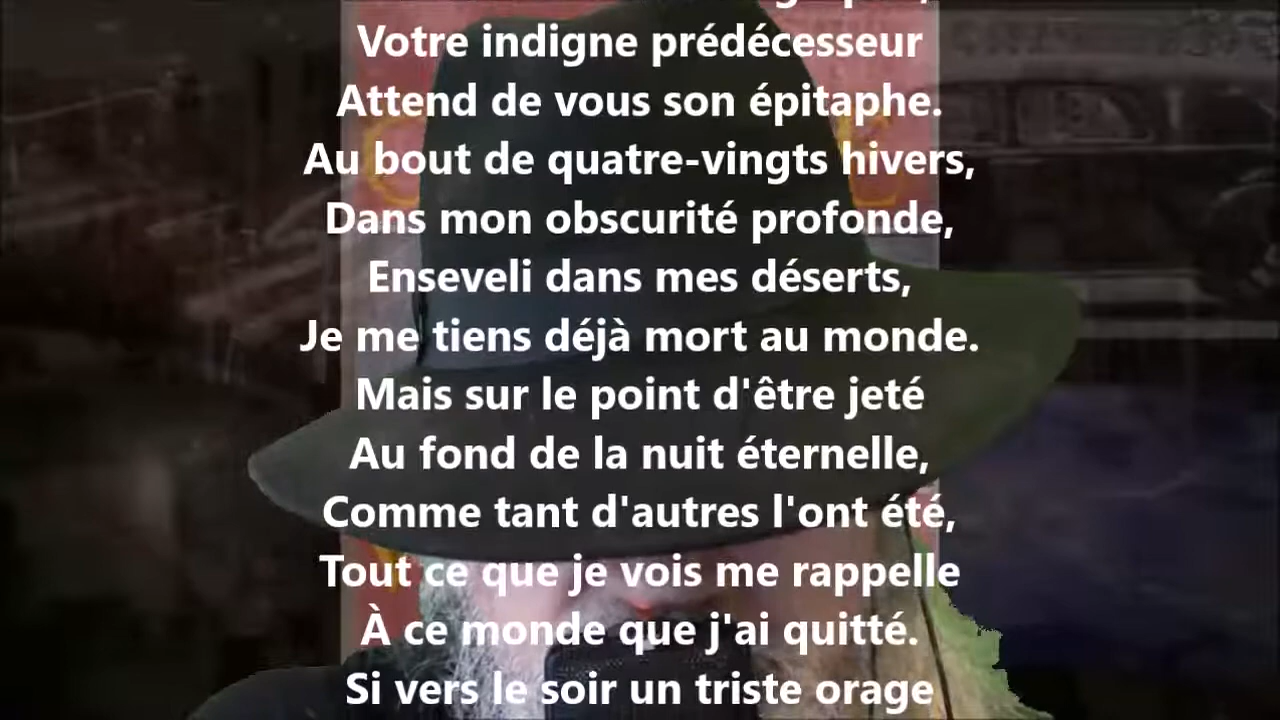 Votre indigne prédécesseur
Attend de vous son épitaphe.
Au bout de quatre-vingts hivers,
Dans mon obscurité profonde,
Enseveli dans mes déserts,
Je me tiens déjà mort au monde.
Mais sur le point d'être jeté
Au fond de la nuit éternelle,
Comme tant d'autres l'ont été,
Tout ce que je vois me rappelle
À ce monde que j'ai quitté.
Si vers le soir un triste orage